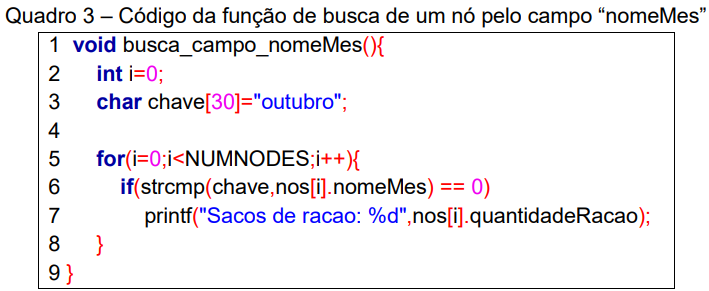 Quadro 3 – Código da função de busca de um nó pelo campo “nomeMes”
1 void busca_campo_nomeMes(){
2 int i=0;
3 char chave[30]="outubro";
4
5 for(i=0;i<NUMNODES;i++){
6 if(strcmp(chave,nos[i].nomeMes) == 0)
7 printf("Sacos de racao: %d",nos[i].quantidadeRacao);
8 }
9 }